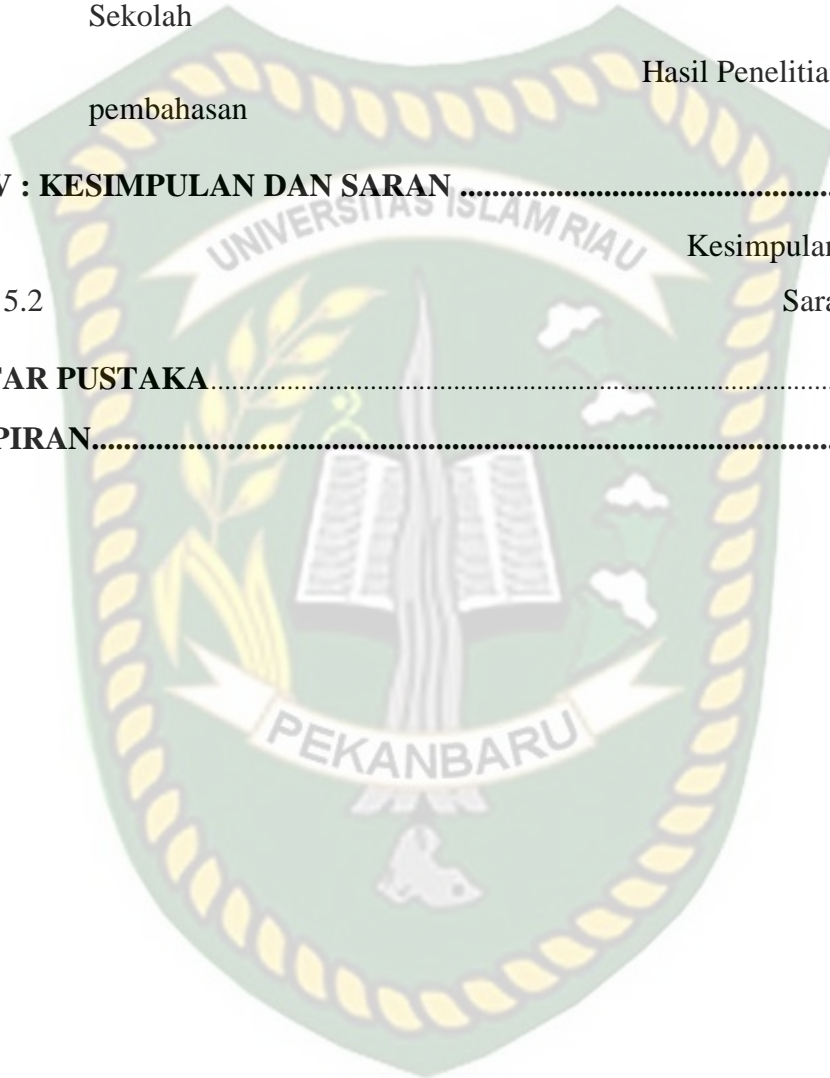 Sekolah
Hasil Penelitia
pembahasan
V : KESIMPULAN DAN SARAN ........................................
UNIVERSITAS ISLAM RIAU
Kesimpulan
5.2 Sara
TAR PUSTAKA........................................................................................
PIRAN...............................................................................
PEKANBARU